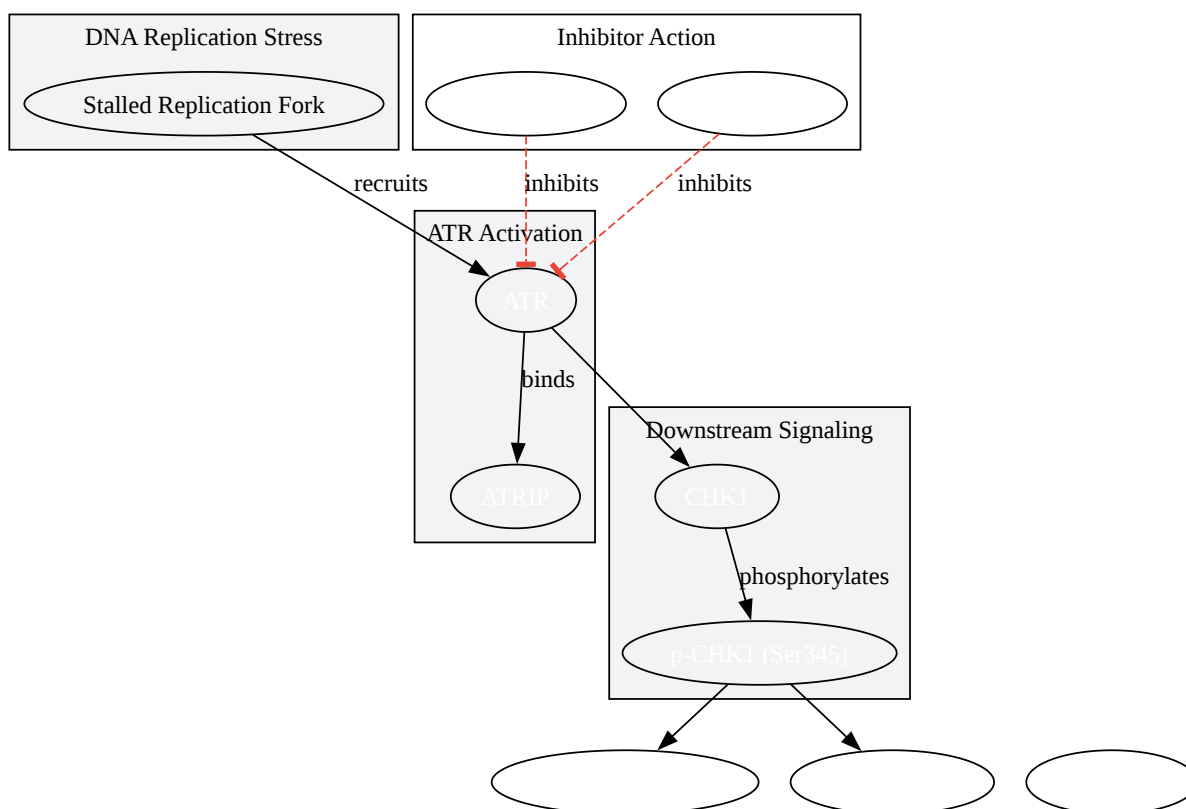 DNA Replication Stress
Inhibitor Action
Stalled Replication Fork
recruits
inhibits
inhibits
ATR Activation
ATR
binds
Downstream Signaling
ATRIP
CHK1
phosphorylates
p-CHK1 (Ser345)